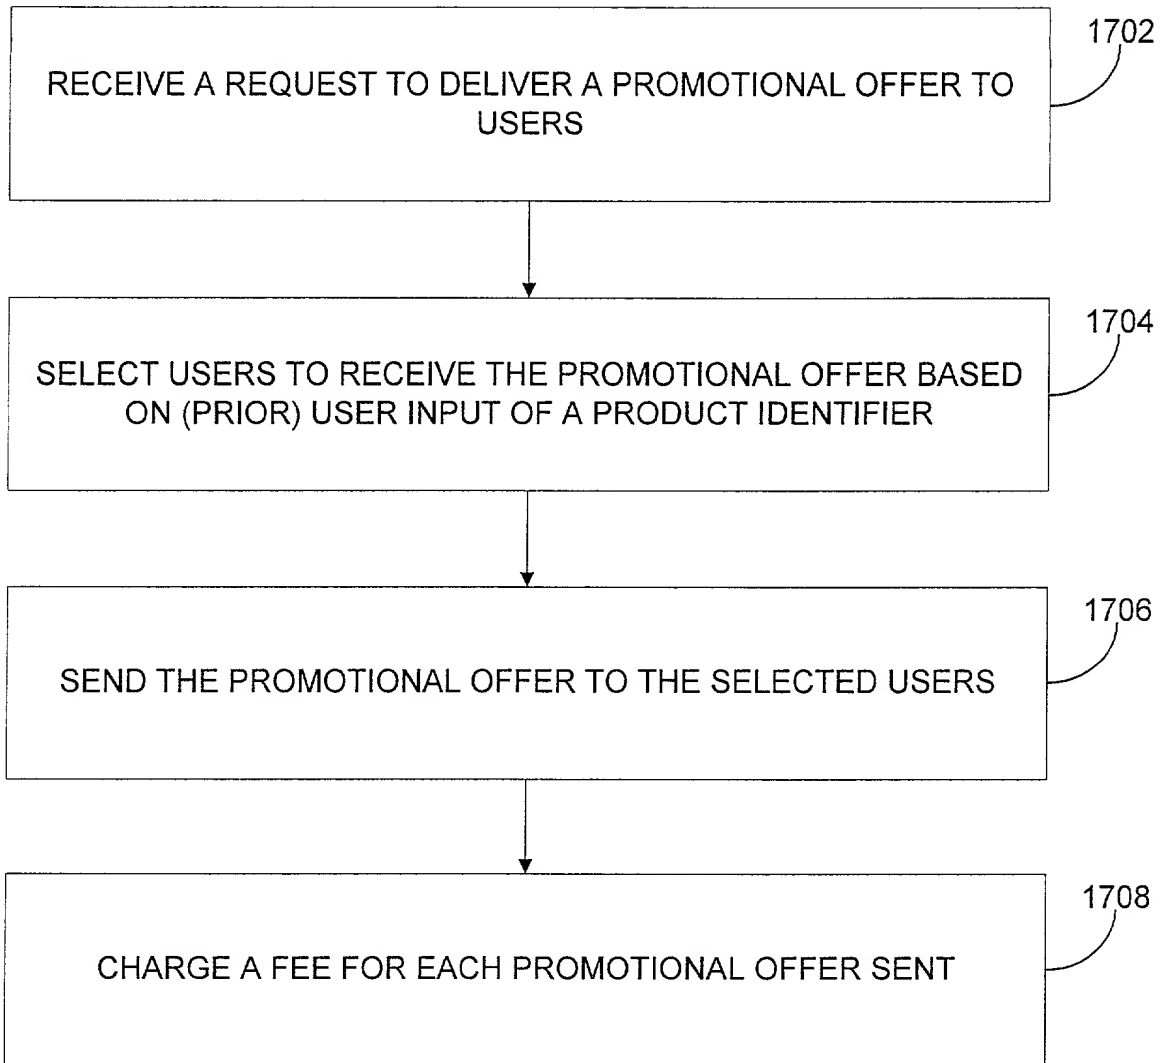 1702
RECEIVE A REQUEST TO DELIVER A PROMOTIONAL OFFER TO
USERS
1704
SELECT USERS TO RECEIVE THE PROMOTIONAL OFFER BASED
ON (PRIOR) USER INPUT OF A PRODUCT IDENTIFIER
1706
SEND THE PROMOTIONAL OFFER TO THE SELECTED USERS
1708
CHARGE A FEE FOR EACH PROMOTIONAL OFFER SENT